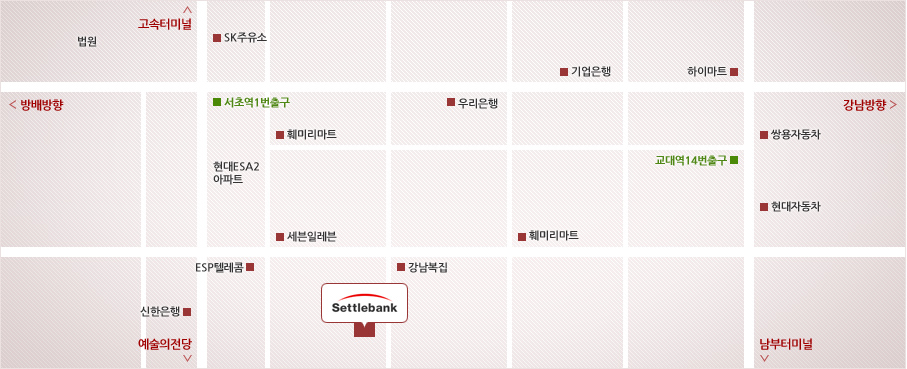 고속터미널
SK주유소
법원
기업은행
하이마트
< 방배방향
서초역1번출구
우리은행
강남방향 >
훼미리마트
쌍용자동차
교대역14번출구
현대ESA2
아파트
현대자동차
세븐일레븐
훼미리마트
ESP텔레콤
강남복집
Settlebank
신한은행
예술의전당
남부터미널